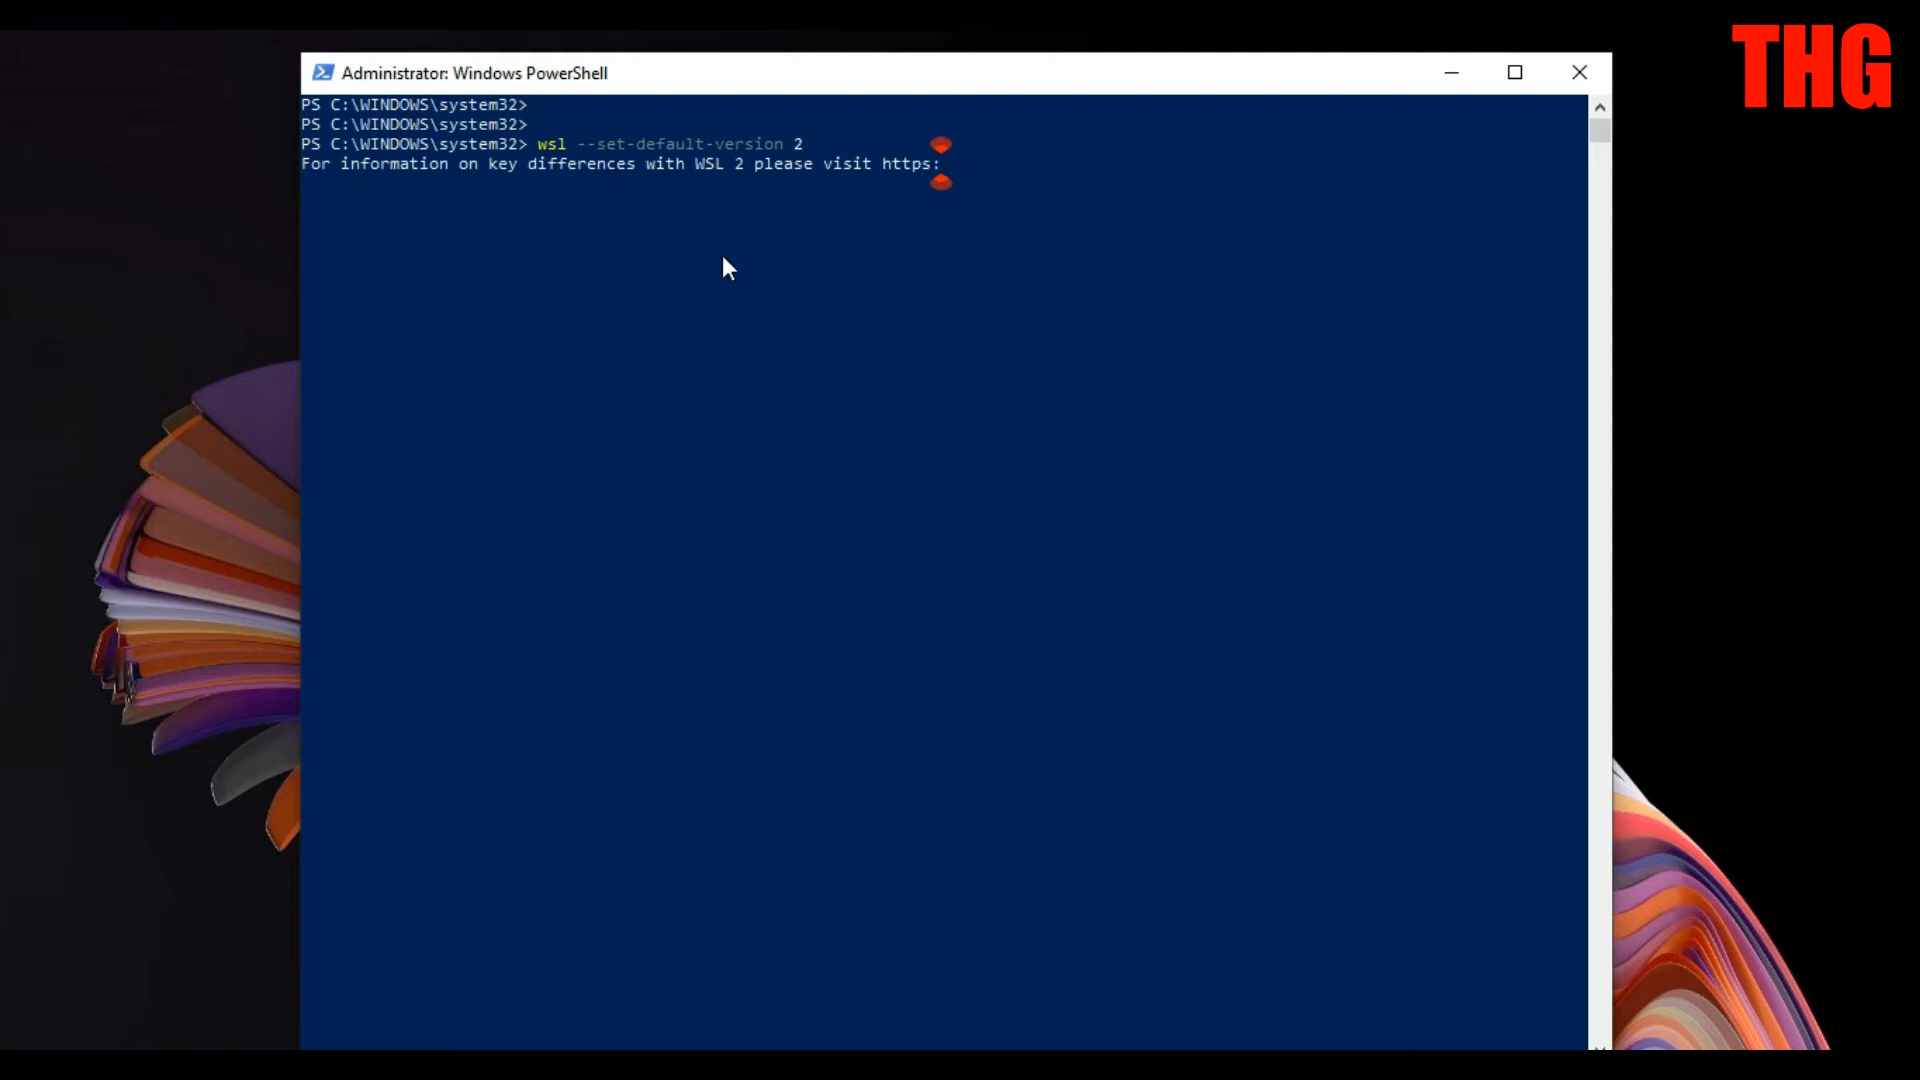 THG
Administrator: Windows PowerShell
PS C:\WINDOWS\system32>
PS C:\WINDOWS\system32>
PS C:\WINDOWS\system32> wsl --set-default-version 2
For information on key differences with WSL 2 please visit https: